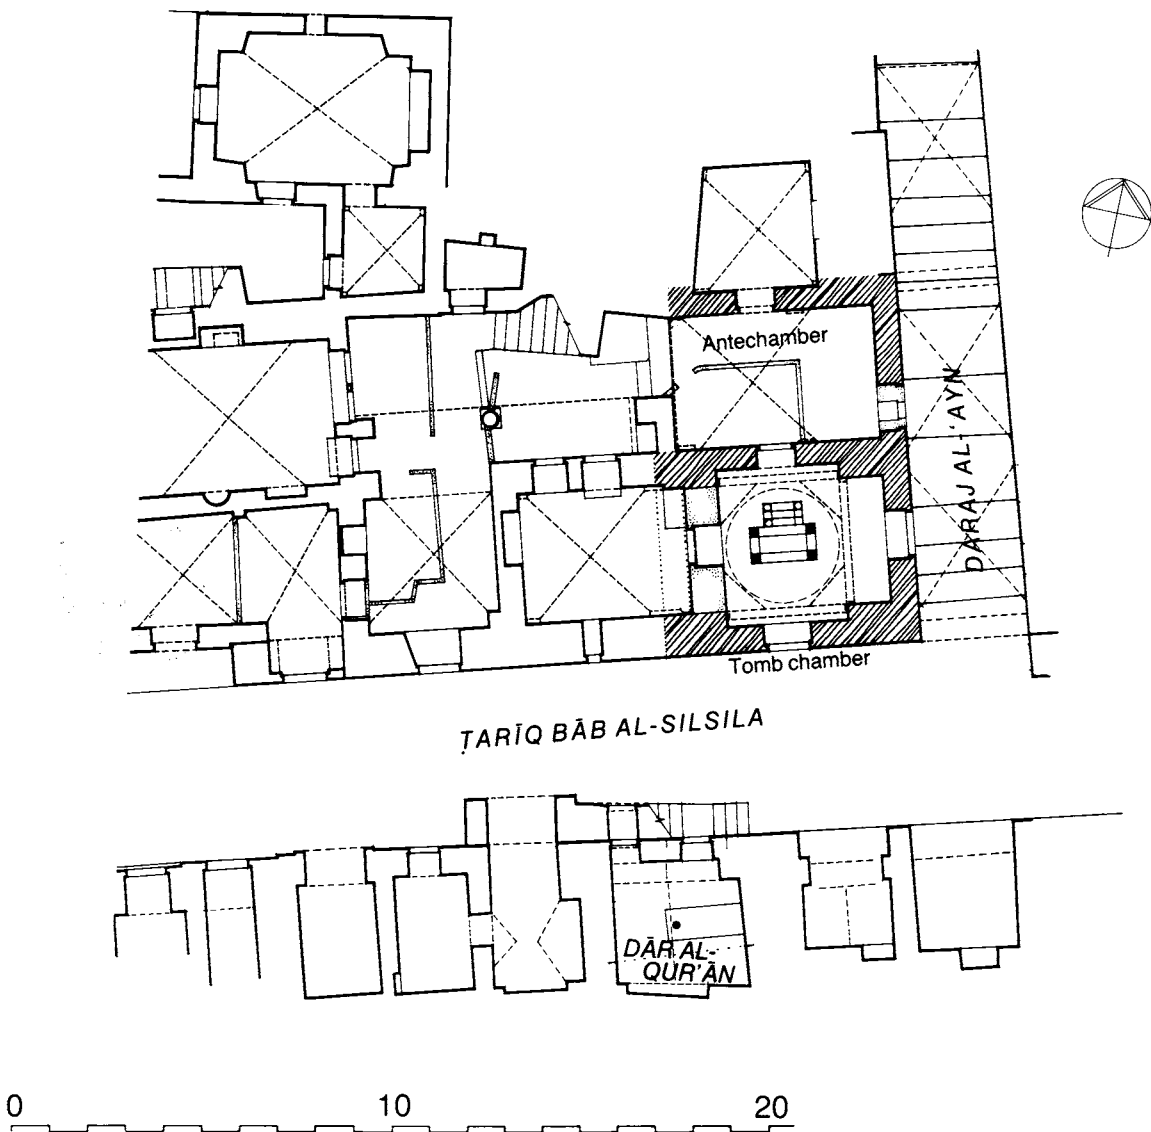 Antechamber
DARAJ AL-'AYN
Tomb chamber
ṬARĪQ BĀB AL-SILSILA
DĀR AL-
QUR'ĀN
0 10 20